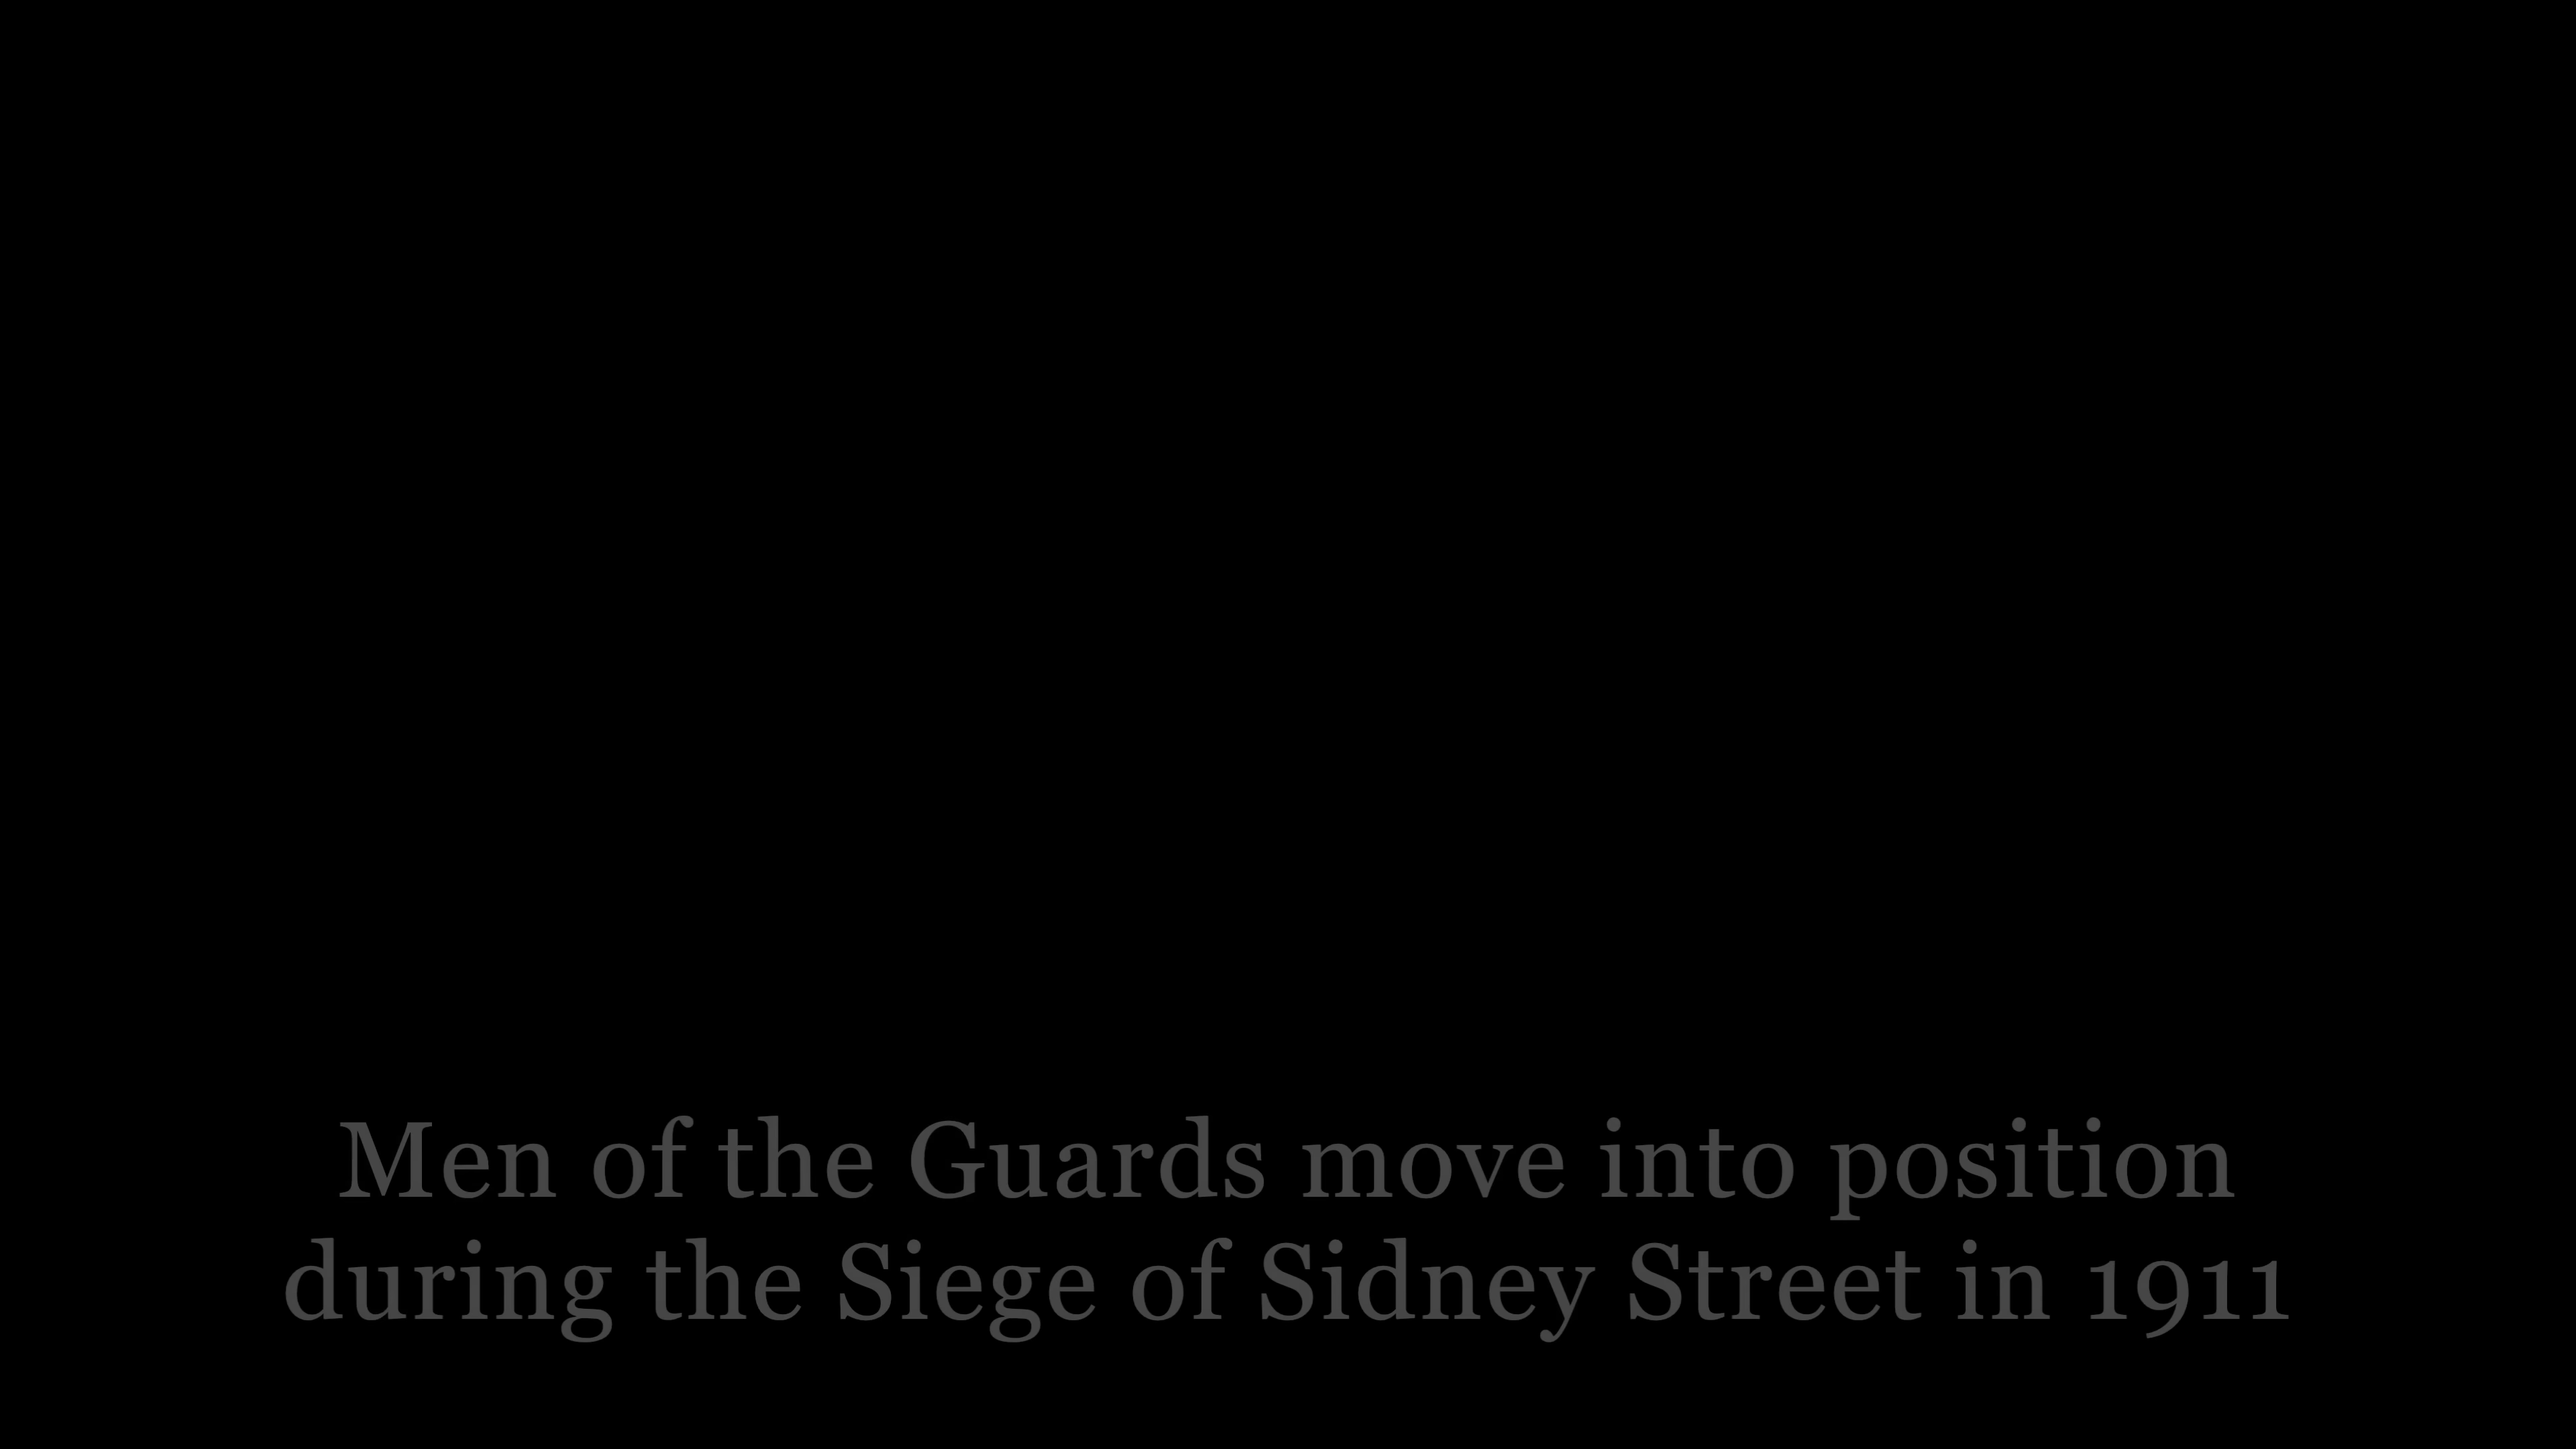 Men of the Guards move into position
during the Siege of Sidney Street in 1911